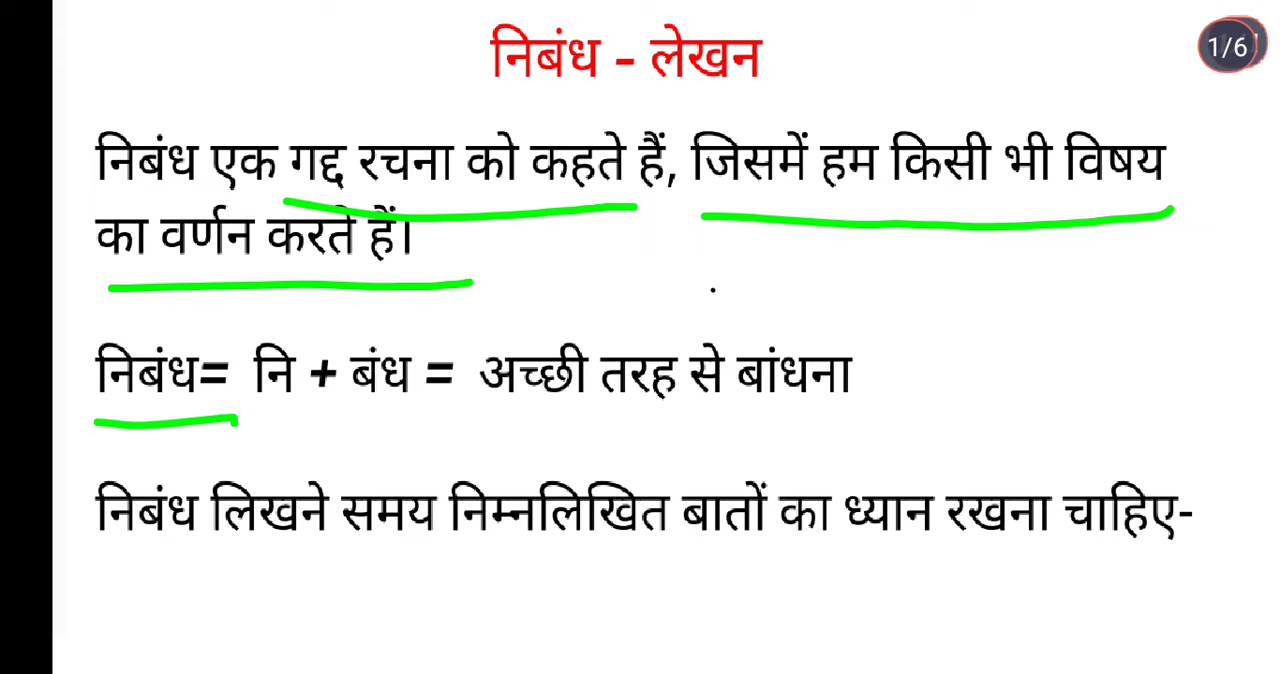 निबंध - लेखन
1/6
निबंध एक गद्द रचना को कहते हैं, जिसमें हम किसी भी विषय
का वर्णन करते हैं।
निबंध= नि + बंध = अच्छी तरह से बांधना
निबंध लिखने समय निम्नलिखित बातों का ध्यान रखना चाहिए-